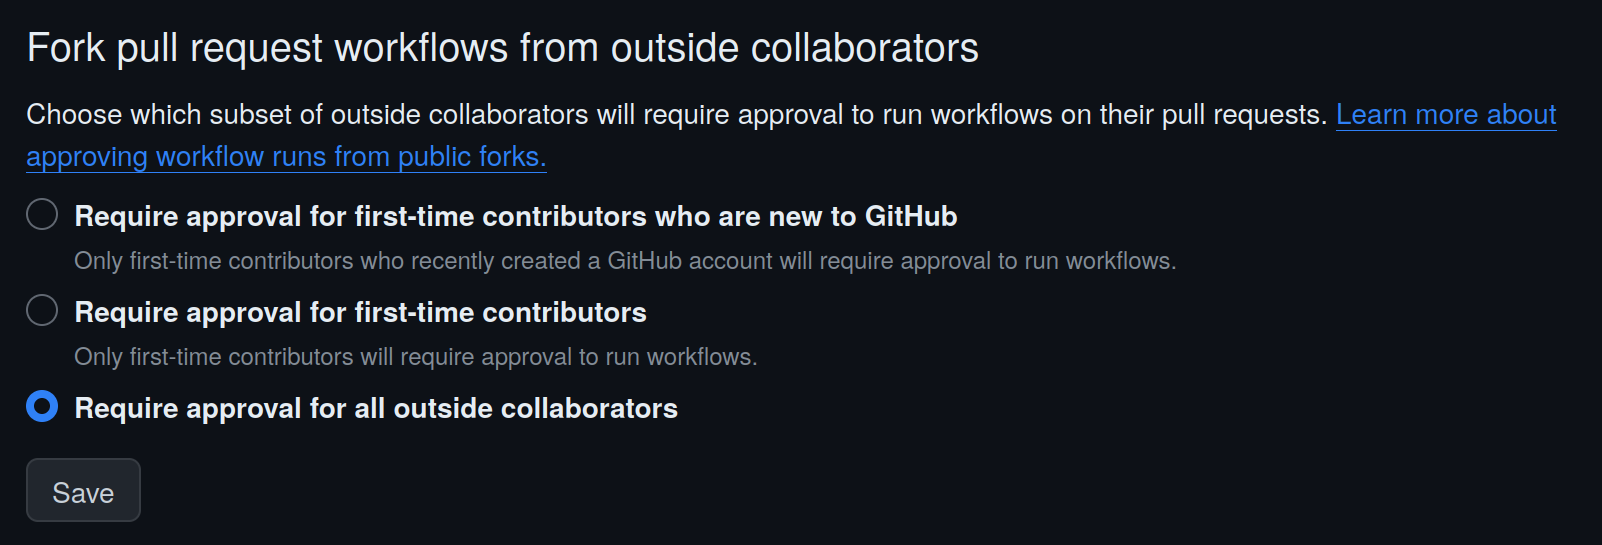 Fork pull request workflows from outside collaborators
Choose which subset of outside collaborators will require approval to run workflows on their pull requests. Learn more about
approving workflow runs from public forks.
Require approval for first-time contributors who are new to GitHub
Only first-time contributors who recently created a GitHub account will require approval to run workflows.
Require approval for first-time contributors
Only first-time contributors will require approval to run workflows.
Require approval for all outside collaborators
Save